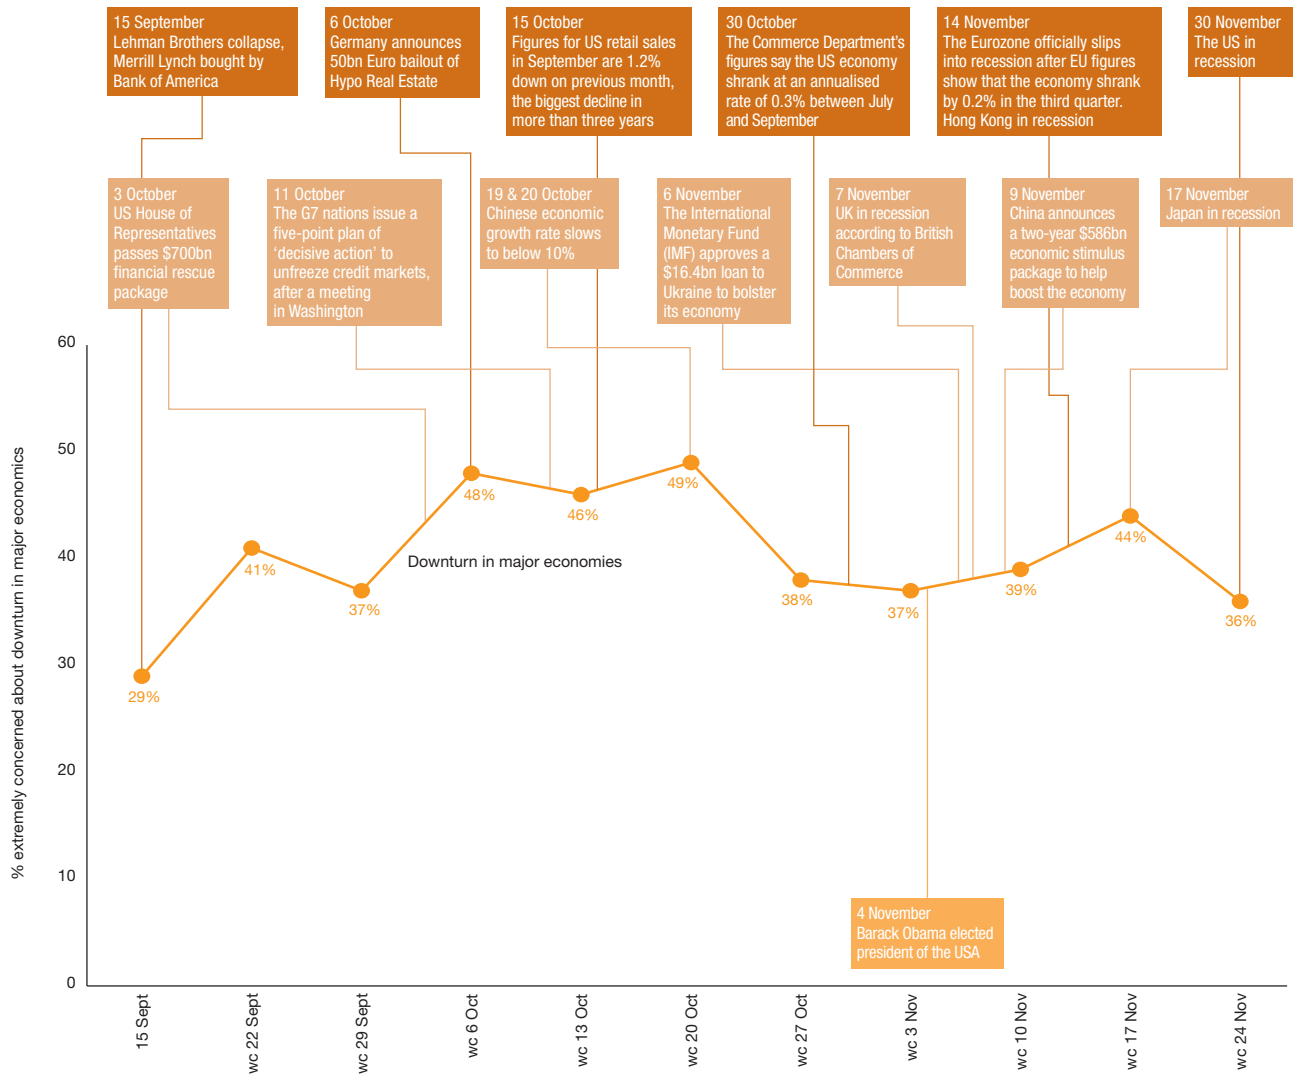 15 September
Lehman Brothers collapse,
Merrill Lynch bought by
Bank of America
6 October
Germany announces
50bn Euro bailout of
Hypo Real Estate
15 October
Figures for US retail sales
in September are 1.2%
down on previous month,
the biggest decline in
more than three years
30 October
The Commerce Department's
figures say the US economy
shrank at an annualised
rate of 0.3% between July
and September
14 November
The Eurozone officially slips
into recession after EU figures
show that the economy shrank
by 0.2% in the third quarter.
Hong Kong in recession
30 November
The US in
recession
3 October
US House of
Representatives
passes $700bn
financial rescue
package
11 October
The G7 nations issue a
five-point plan of
‘decisive action’ to
unfreeze credit markets,
after a meeting
in Washington
19 & 20 October
Chinese economic
growth rate slows
to below 10%
6 November
The International
Monetary Fund
(IMF) approves a
$16.4bn loan to
Ukraine to bolster
its economy
7 November
UK in recession
according to British
Chambers of
Commerce
9 November
China announces
a two-year $586bn
economic stimulus
package to help
boost the economy
17 November
Japan in recession
% extremely concerned about downturn in major economics
60
50
40
30
20
10
0
29%
41%
37%
48%
46%
49%
38%
37%
39%
44%
36%
Downturn in major economies
4 November
Barack Obama elected
president of the USA
15 Sept
wc 22 Sept
wc 29 Sept
wc 6 Oct
wc 13 Oct
wc 20 Oct
wc 27 Oct
wc 3 Nov
wc 10 Nov
wc 17 Nov
wc 24 Nov